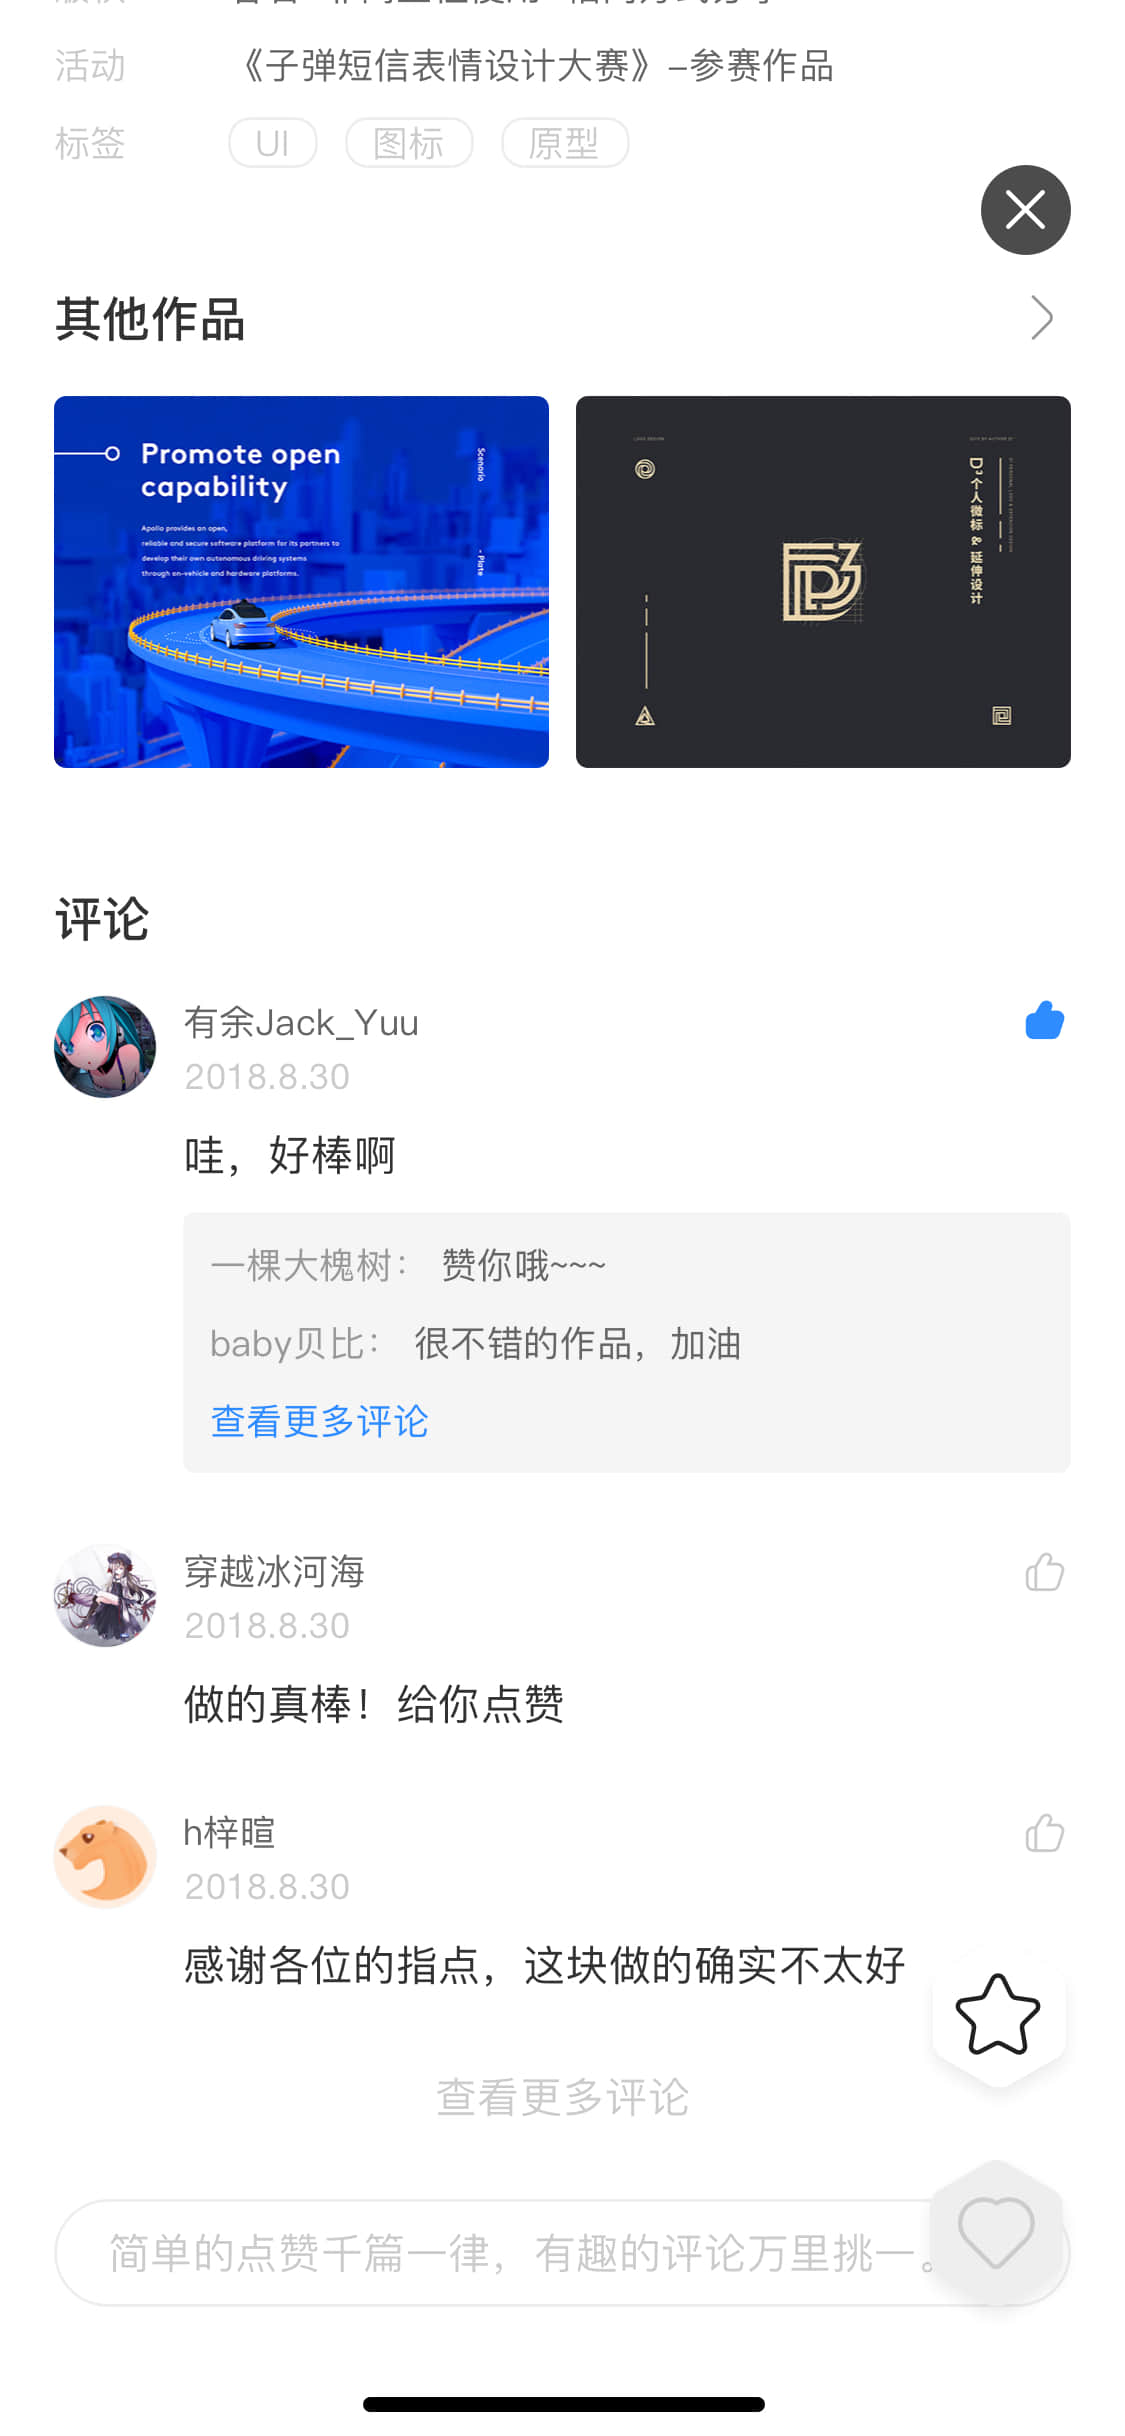 活动 《子弹短信表情设计大赛》-参赛作品
标签 UI 图标 原型
其他作品
Promote open
capability
Apollo provides an open,
reliable and secure software platform for its partners to
develop their own autonomous driving systems
through on-vehicle and hardware platforms.
Scenario
- Plate
D³个人微标 & 延伸设计
评论
有余Jack_Yuu
2018.8.30
哇，好棒啊
一棵大槐树： 赞你哦~~~
baby贝比： 很不错的作品，加油
查看更多评论
穿越冰河海
2018.8.30
做的真棒！给你点赞
h梓暄
2018.8.30
感谢各位的指点，这块做的确实不太好
查看更多评论
简单的点赞千篇一律，有趣的评论万里挑一。